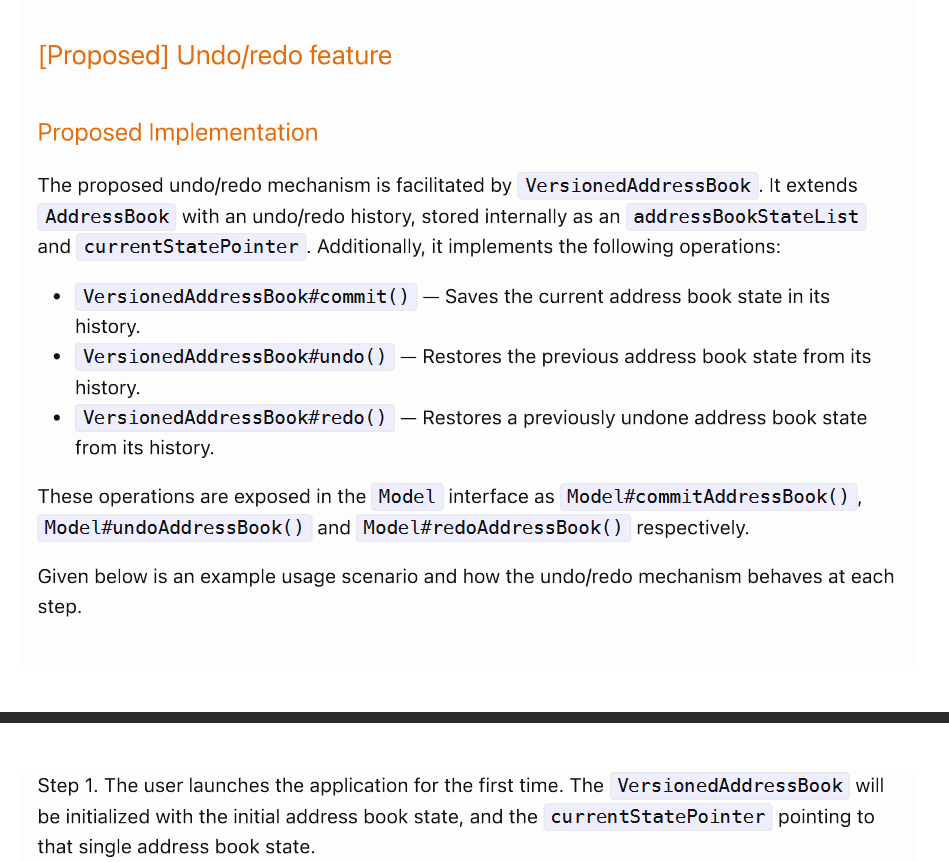 [Proposed] Undo/redo feature
Proposed Implementation
The proposed undo/redo mechanism is facilitated by VersionedAddressBook . It extends
AddressBook with an undo/redo history, stored internally as an addressBookStateList
and currentStatePointer . Additionally, it implements the following operations:
• VersionedAddressBook#commit() — Saves the current address book state in its
history.
• VersionedAddressBook#undo() — Restores the previous address book state from its
history.
• VersionedAddressBook#redo() — Restores a previously undone address book state
from its history.
These operations are exposed in the Model interface as Model#commitAddressBook() ,
Model#undoAddressBook() and Model#redoAddressBook() respectively.
Given below is an example usage scenario and how the undo/redo mechanism behaves at each
step.
Step 1. The user launches the application for the first time. The VersionedAddressBook will
be initialized with the initial address book state, and the currentStatePointer pointing to
that single address book state.